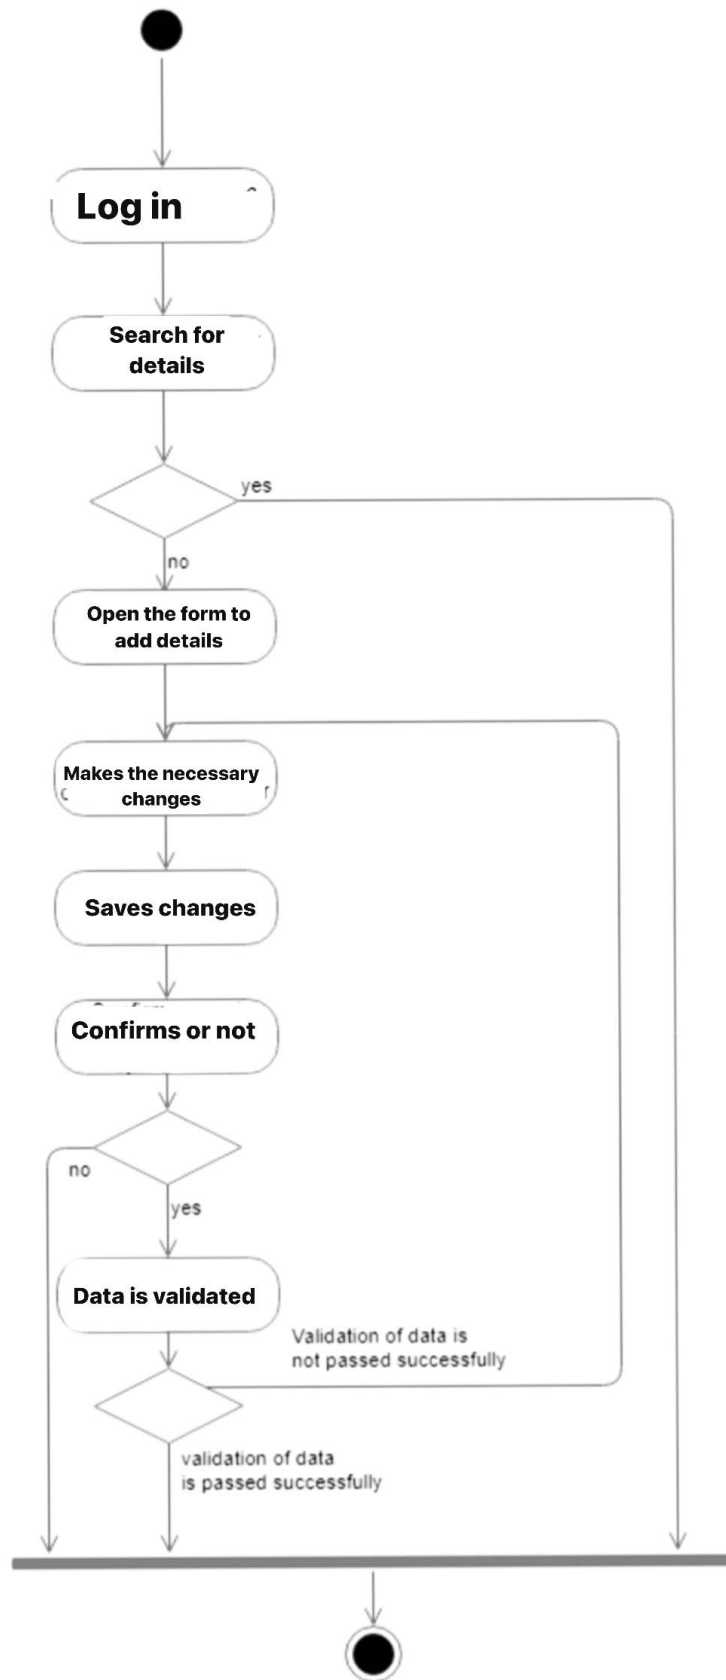 Log in
Search for
details
yes
no
Open the form to
add details
Makes the necessary
changes
Saves changes
Confirms or not
no
yes
Data is validated
Validation of data is
not passed successfully
validation of data
is passed successfully